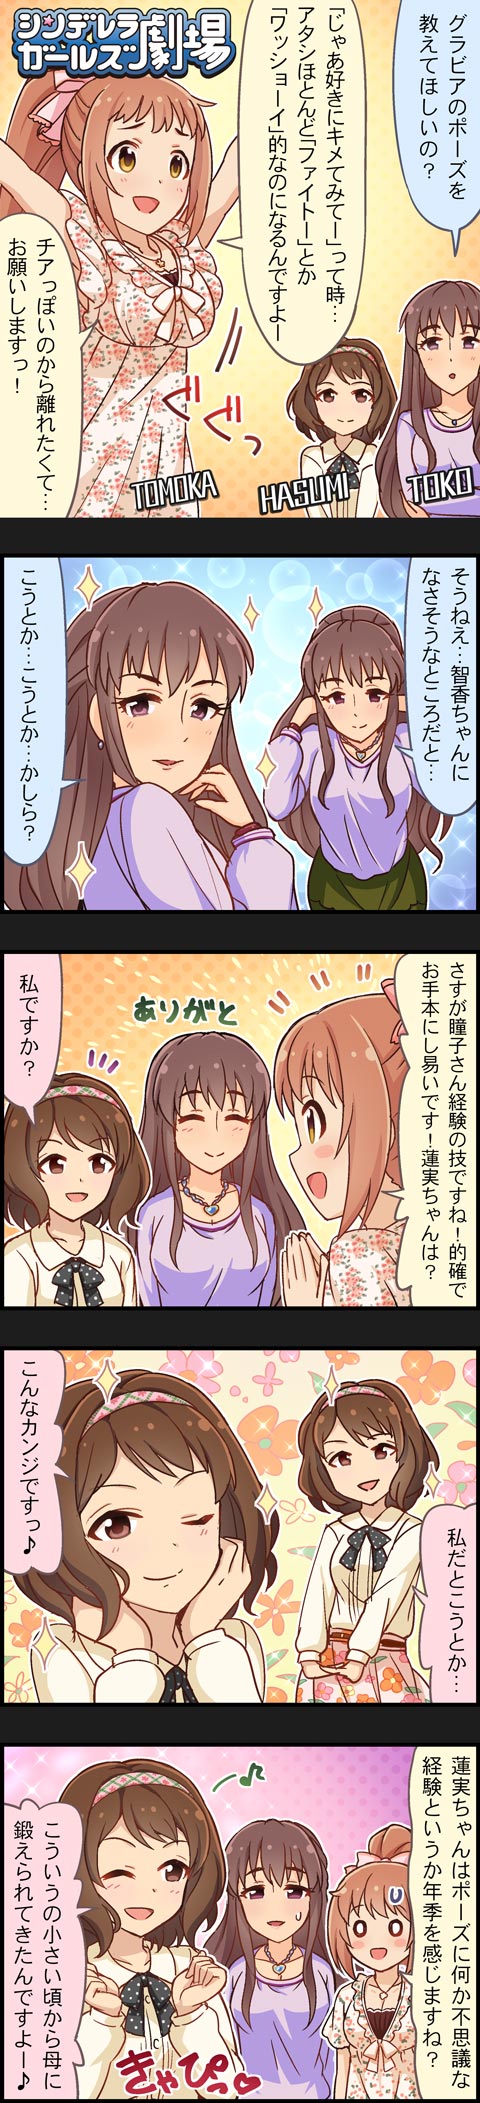 シンデレラ
ガールズ劇場
グラビアのポーズを
教えてほしいの？
「じゃあ好きにキメてみてー」って時…
アタシほとんど「ファイトー」とか
「ワッショーイ」的なのになるんですよー
チアっぽいのから離れたくて…
お願いしますっ！
ぐぐっ
TOMOKA
HASUMI
TOKO
そうねえ…智香ちゃんに
なさそうなところだと…
こうとか…こうとか…かしら？
さすが瞳子さん経験の技ですね！的確で
お手本にし易いです！蓮実ちゃんは？
ありがと
私ですか？
私だとこうとか…
こんなカンジですっ♪
蓮実ちゃんはポーズに何か不思議な
経験というか年季を感じますね？
こういうの小さい頃から母に
鍛えられてきたんですよー♪
きゃぴっ♥